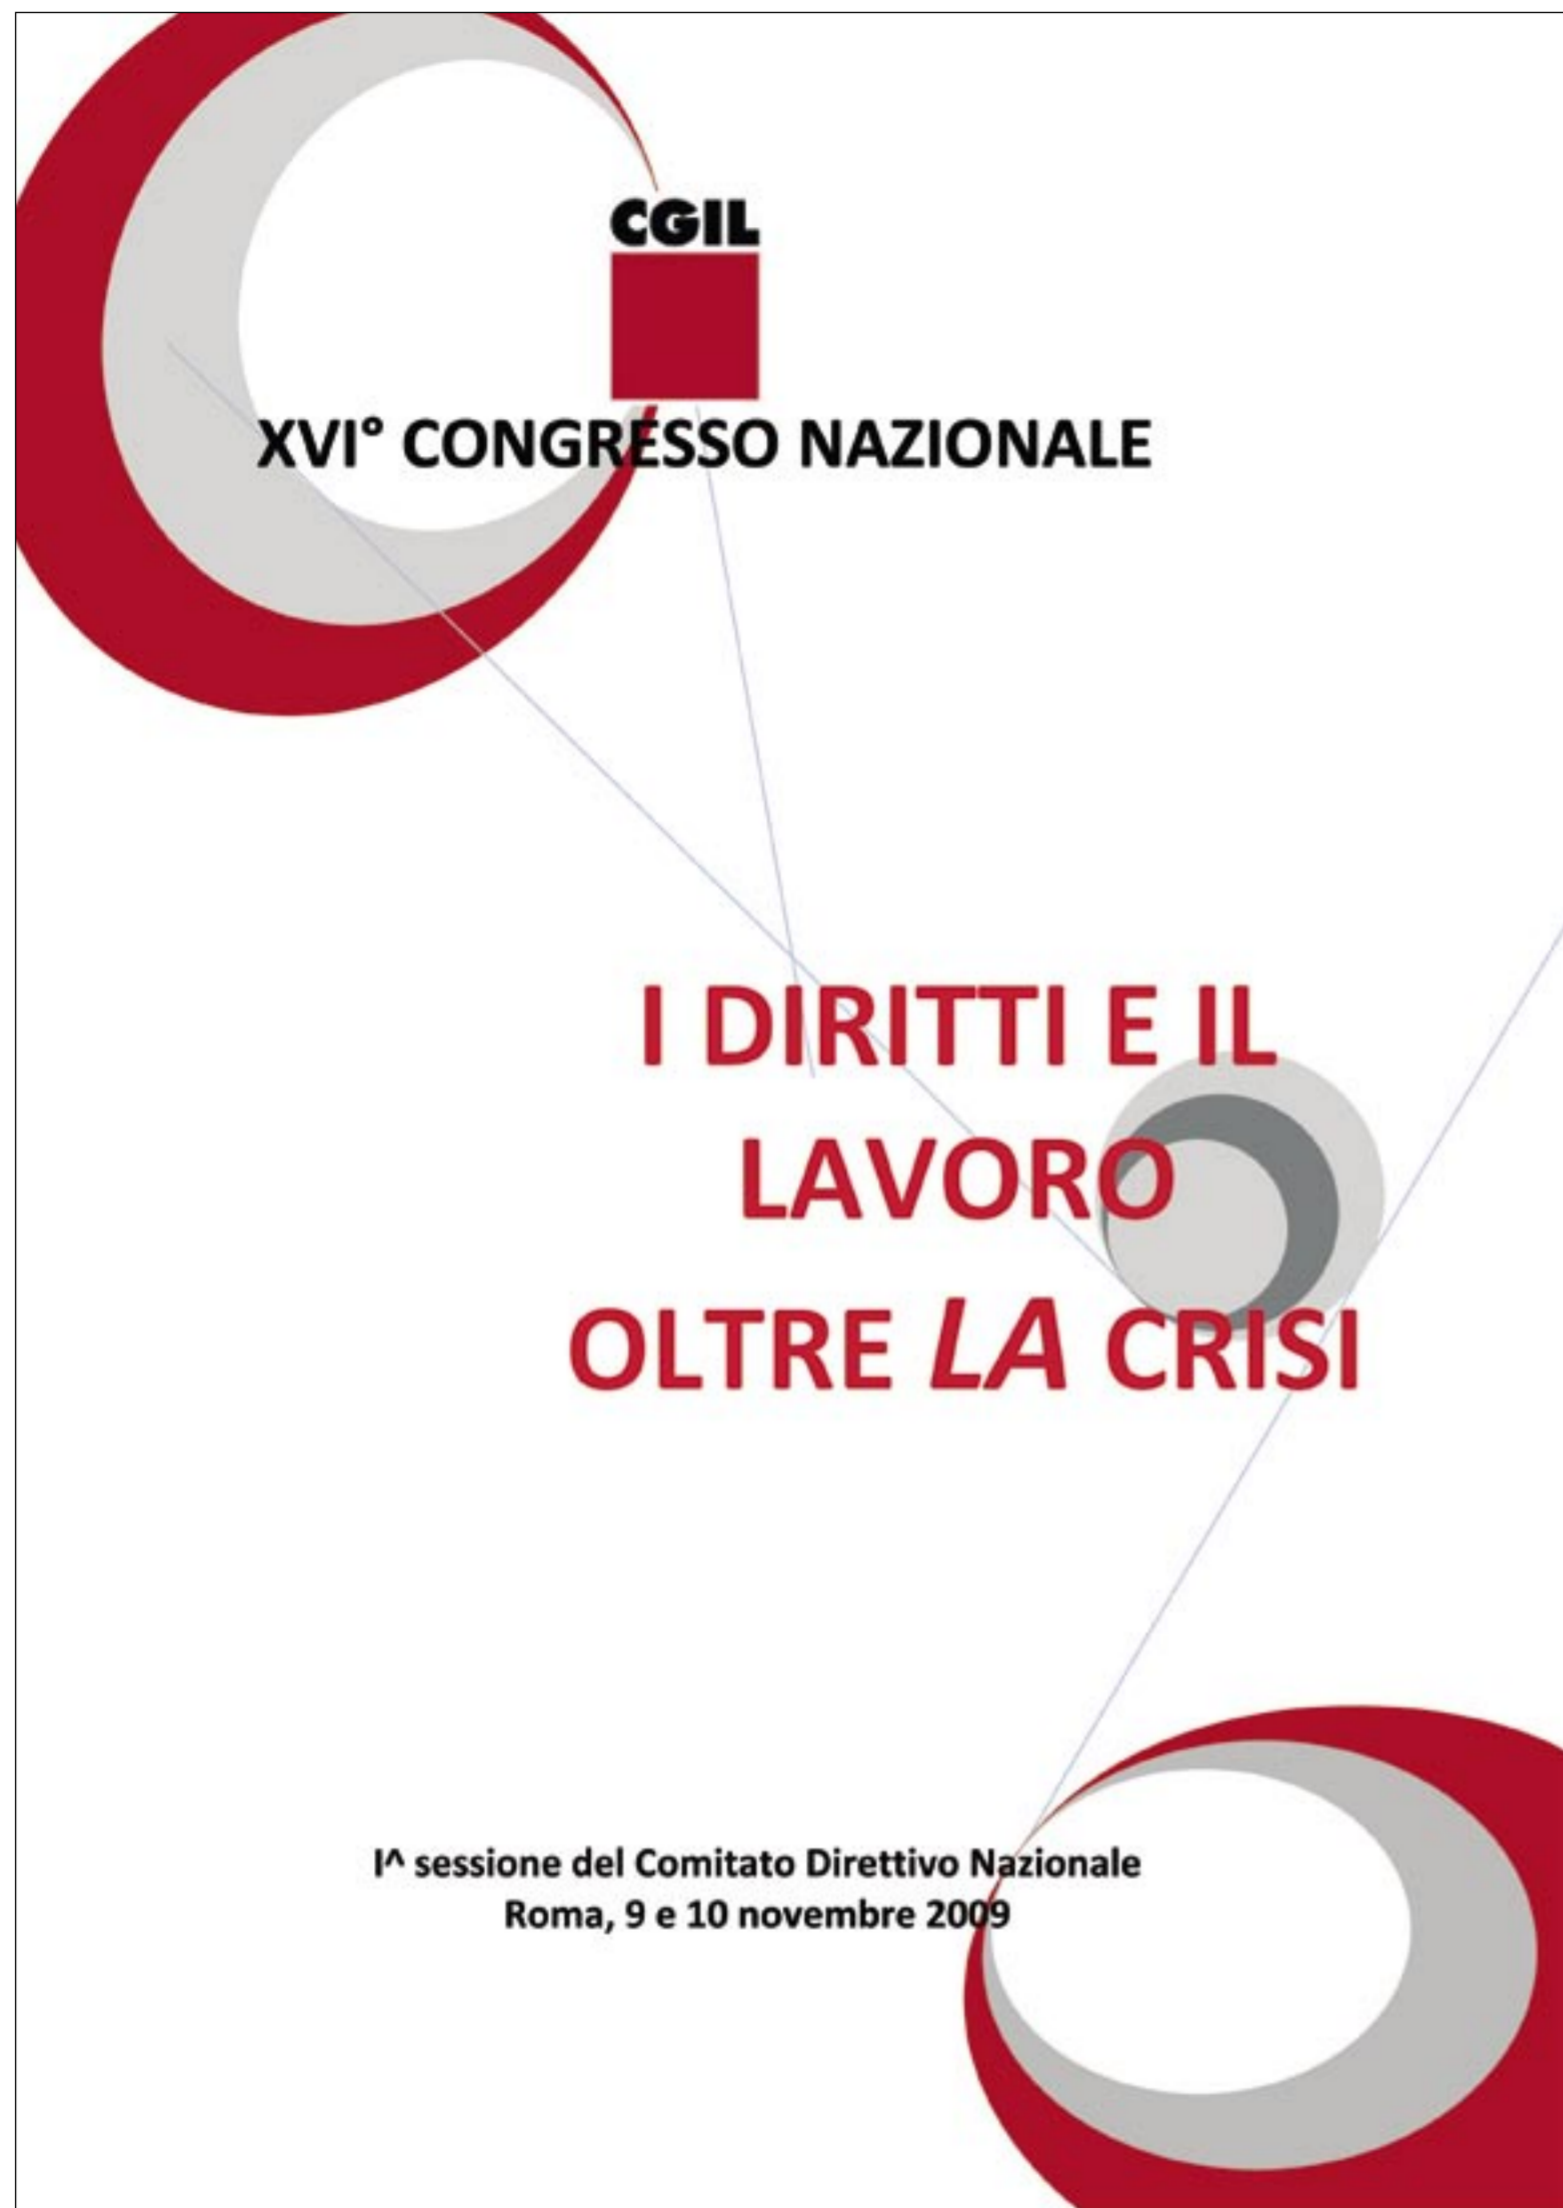 CGIL
XVI° CONGRESSO NAZIONALE
I DIRITTI E IL
LAVORO
OLTRE LA CRISI
I^ sessione del Comitato Direttivo Nazionale
Roma, 9 e 10 novembre 2009